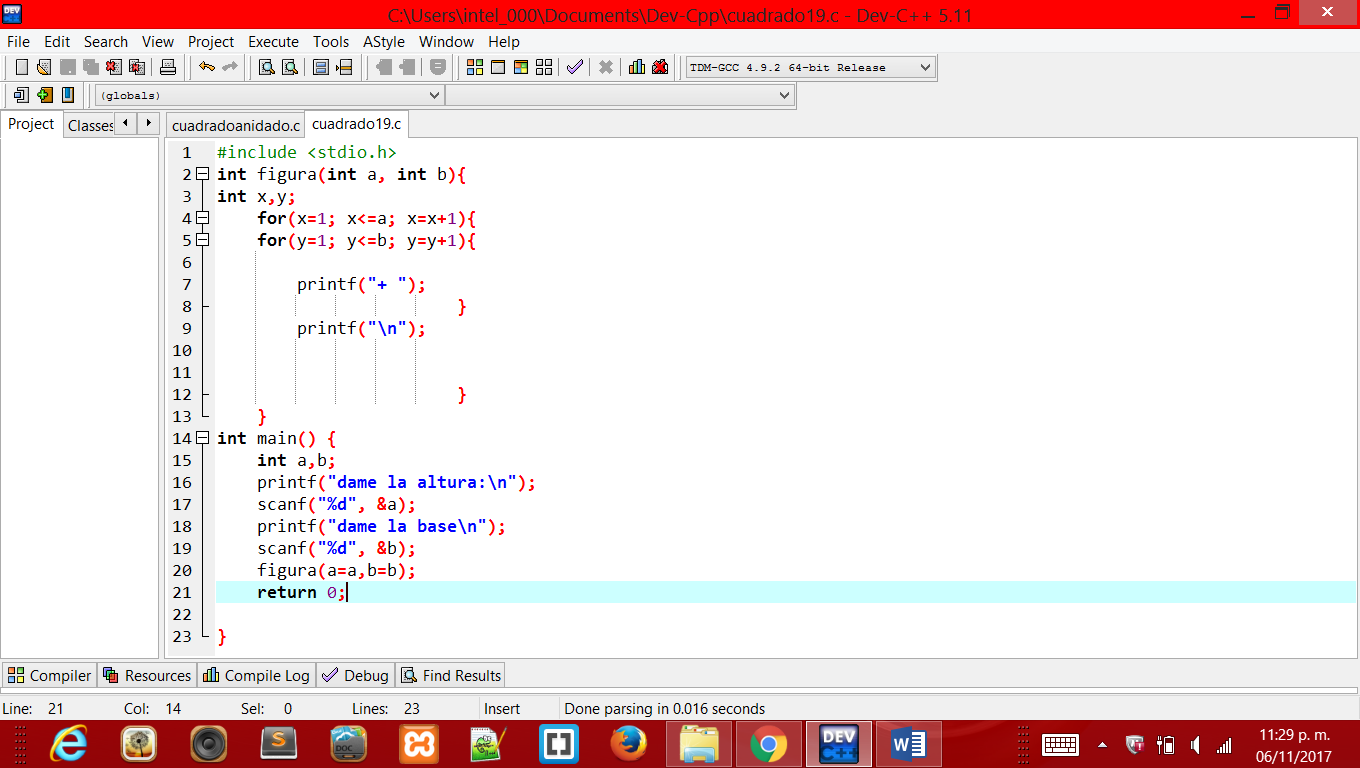 C:\Users\intel_000\Documents\Dev-Cpp\cuadrado19.c - Dev-C++ 5.11
File Edit Search View Project Execute Tools AStyle Window Help
TDM-GCC 4.9.2 64-bit Release
(globals)
Project Classes cuadradoanidado.c cuadrado19.c
1 #include <stdio.h>
2 int figura(int a, int b){
3 int x,y;
4 for(x=1; x<=a; x=x+1){
5 for(y=1; y<=b; y=y+1){
6
7 printf("+ ");
8 }
9 printf("\n");
10
11
12 }
13 }
14 int main() {
15 int a,b;
16 printf("dame la altura:\n");
17 scanf("%d", &a);
18 printf("dame la base\n");
19 scanf("%d", &b);
20 figura(a=a,b=b);
21 return 0;
22
23 }
Compiler Resources Compile Log Debug Find Results
Line: 21 Col: 14 Sel: 0 Lines: 23 Insert Done parsing in 0.016 seconds
11:29 p. m.
06/11/2017